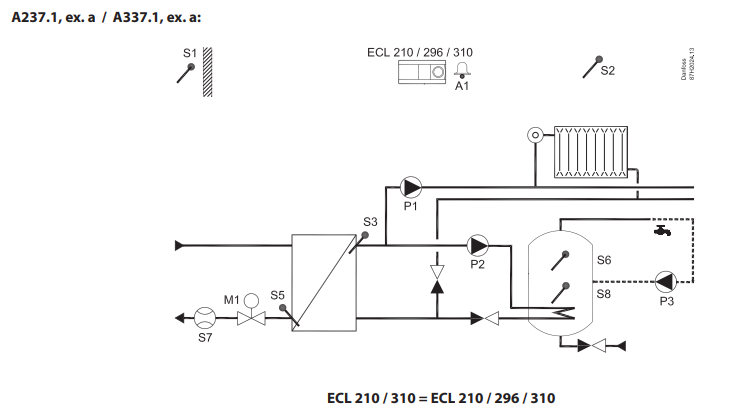 A237.1, ex. a / A337.1, ex. a:
S1
ECL 210 / 296 / 310
A1
S2
Danfoss
87H2024.13
P1
S3
P2
S6
S8
P3
M1
S5
S7
ECL 210 / 310 = ECL 210 / 296 / 310